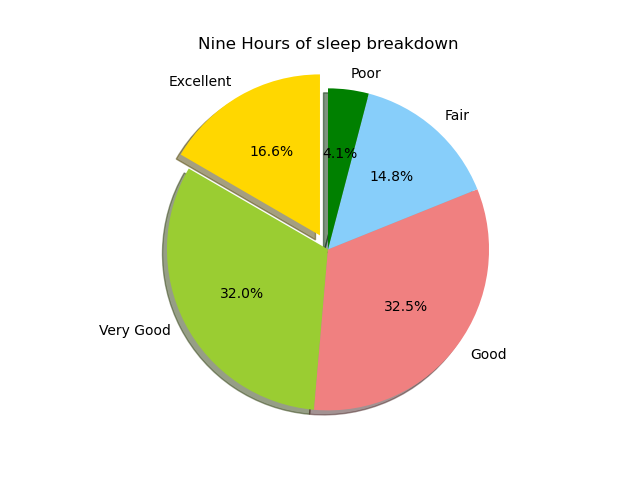 Nine Hours of sleep breakdown
Poor
Excellent
Fair
16.6%
4.1%
14.8%
32.0%
32.5%
Very Good
Good